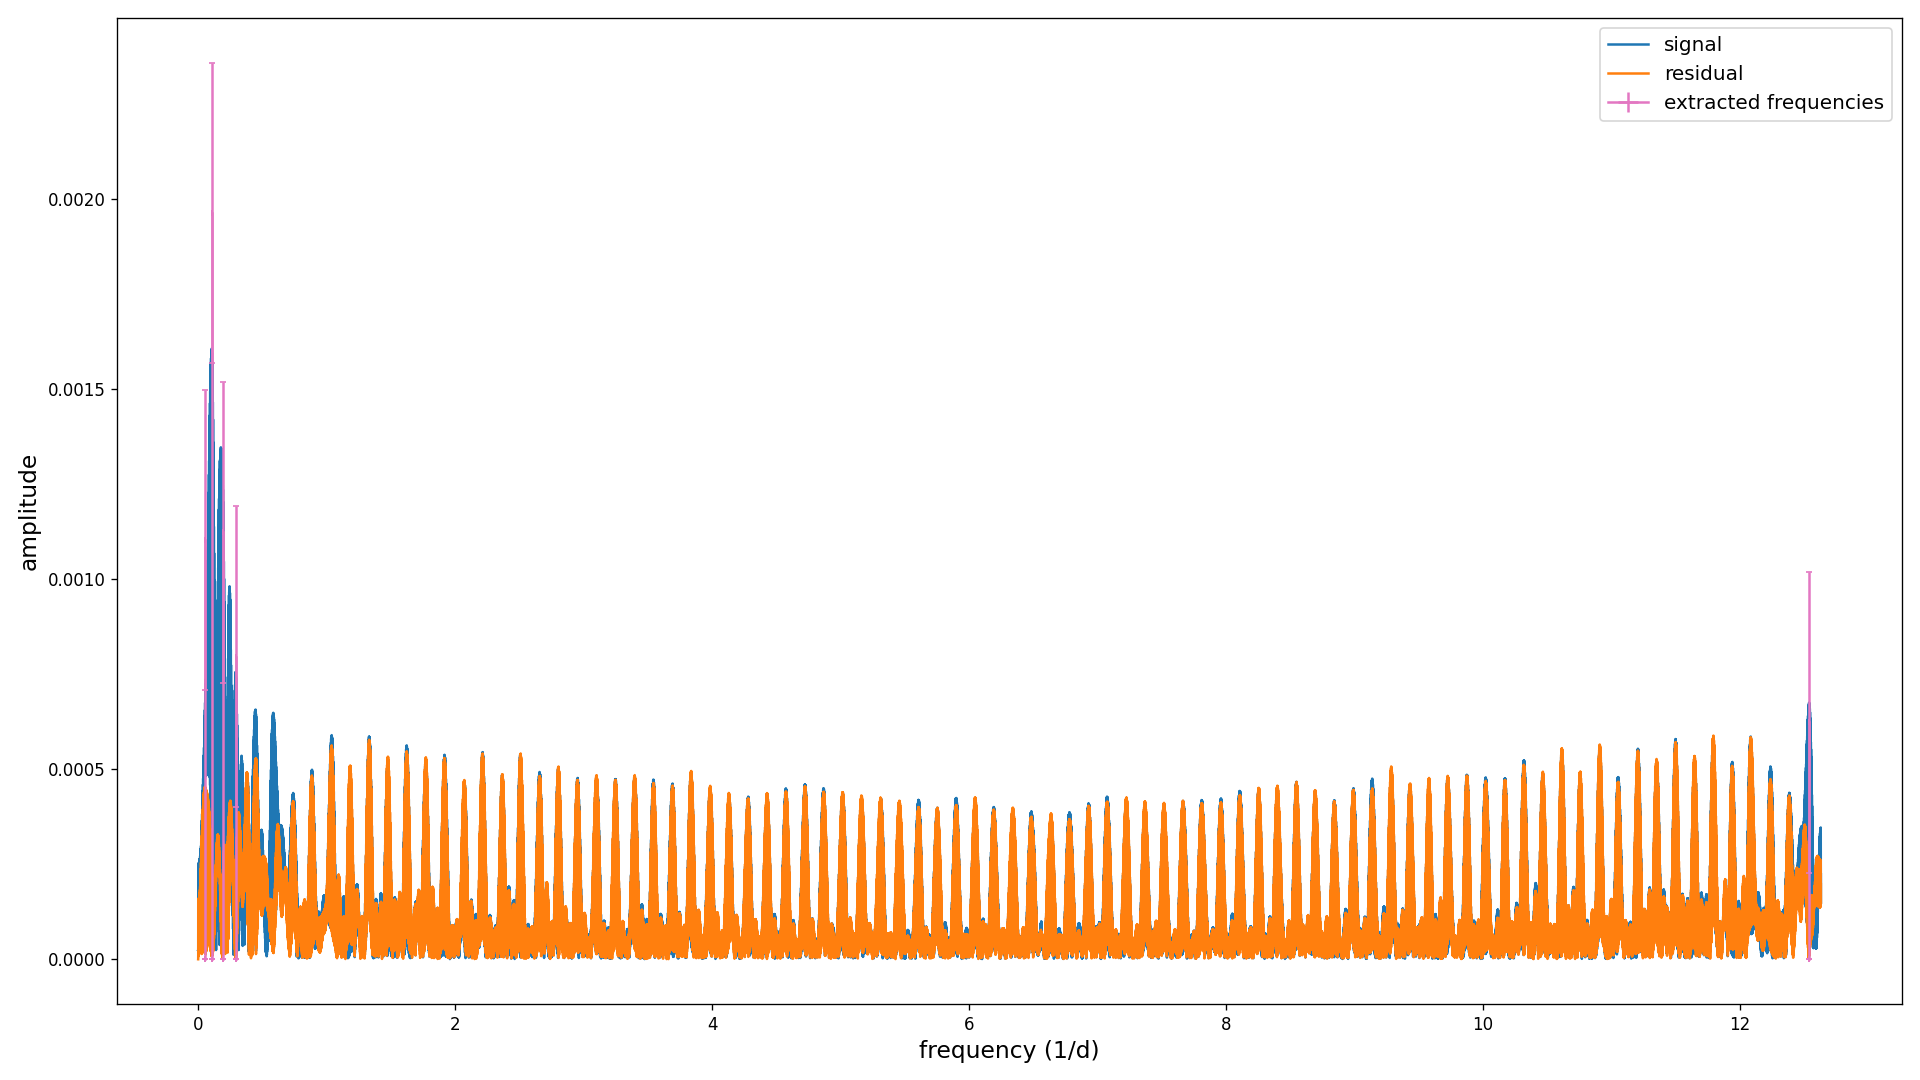 signal
residual
extracted frequencies
amplitude
0.0020
0.0015
0.0010
0.0005
0.0000
0 2 4 6 8 10 12
frequency (1/d)